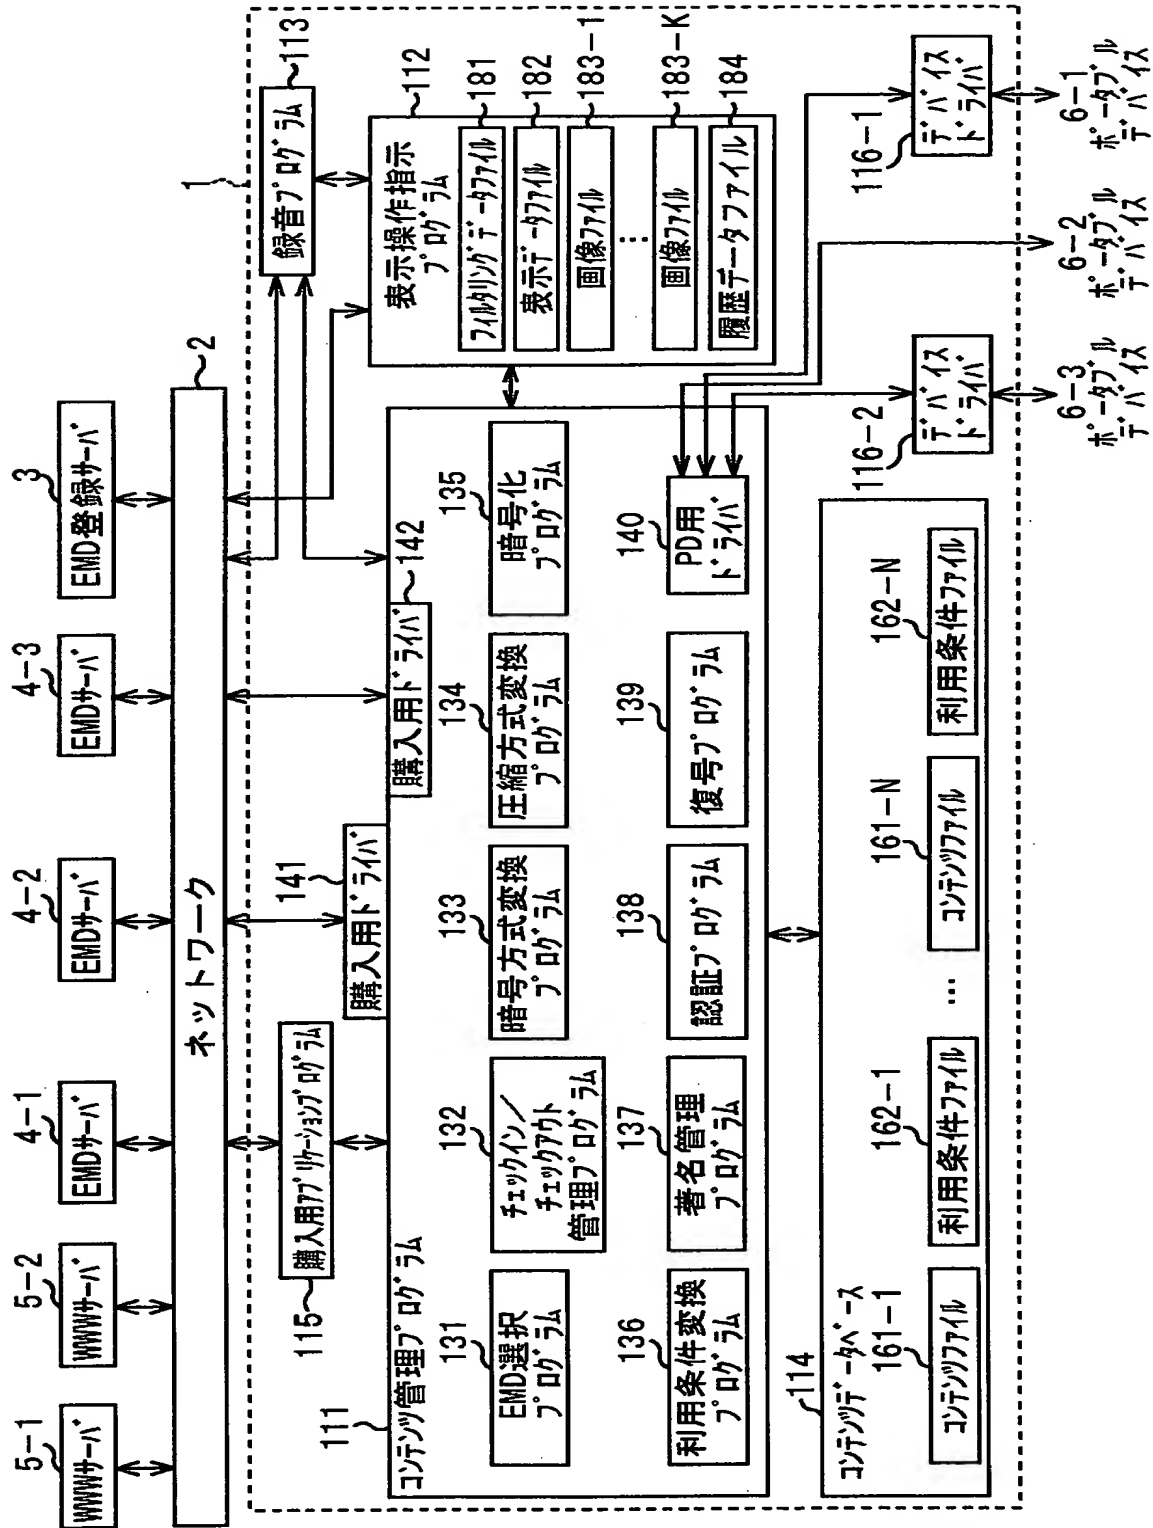 5-1
WWWサーバ
5-2
WWWサーバ
4-1
EMDサーバ
4-2
EMDサーバ
4-3
EMDサーバ
3
EMD登録サーバ
2
ネットワーク
1
115
購入用アプリケーションプログラム
141
購入用ドライバ
142
購入用ドライバ
113
録音プログラム
111
コンテンツ管理プログラム
131
EMD選択
プログラム
132
チェックイン/
チェックアウト
管理プログラム
133
暗号方式変換
プログラム
134
圧縮方式変換
プログラム
135
暗号化
プログラム
136
利用条件変換
プログラム
137
著名管理
プログラム
138
認証プログラム
139
復号プログラム
140
PD用
ドライバ
112
表示操作指示
プログラム
181
フィルタリングデータファイル
182
表示データファイル
183-1
画像ファイル
…
183-K
画像ファイル
184
履歴データファイル
114
コンテンツデータベース
161-1
コンテンツファイル
162-1
利用条件ファイル
…
161-N
コンテンツファイル
162-N
利用条件ファイル
116-2
デバイス
ドライバ
116-1
デバイス
ドライバ
6-3
ポータブル
デバイス
6-2
ポータブル
デバイス
6-1
ポータブル
デバイス